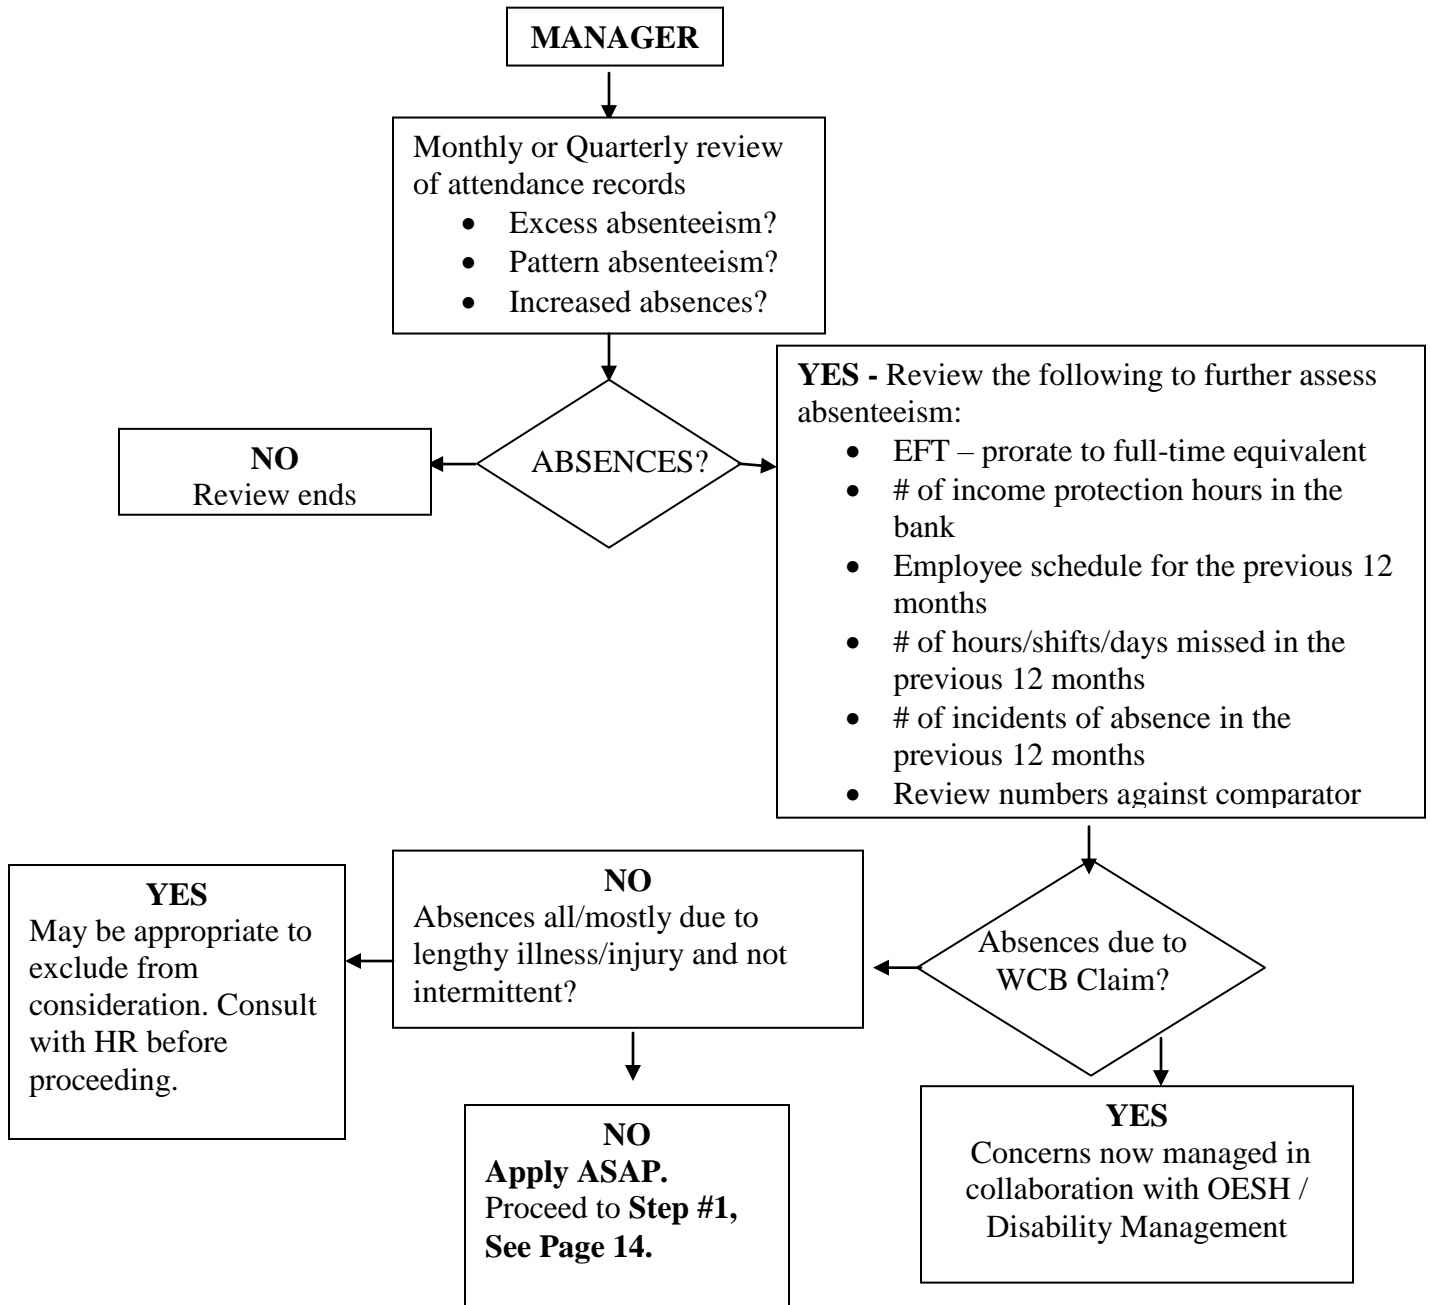 MANAGER
Monthly or Quarterly review
of attendance records
• Excess absenteeism?
• Pattern absenteeism?
• Increased absences?
ABSENCES?
NO
Review ends
YES - Review the following to further assess
absenteeism:
• EFT – prorate to full-time equivalent
• # of income protection hours in the
bank
• Employee schedule for the previous 12
months
• # of hours/shifts/days missed in the
previous 12 months
• # of incidents of absence in the
previous 12 months
• Review numbers against comparator
Absences due to
WCB Claim?
NO
Absences all/mostly due to
lengthy illness/injury and not
intermittent?
YES
May be appropriate to
exclude from
consideration. Consult
with HR before
proceeding.
NO
Apply ASAP.
Proceed to Step #1,
See Page 14.
YES
Concerns now managed in
collaboration with OESH /
Disability Management